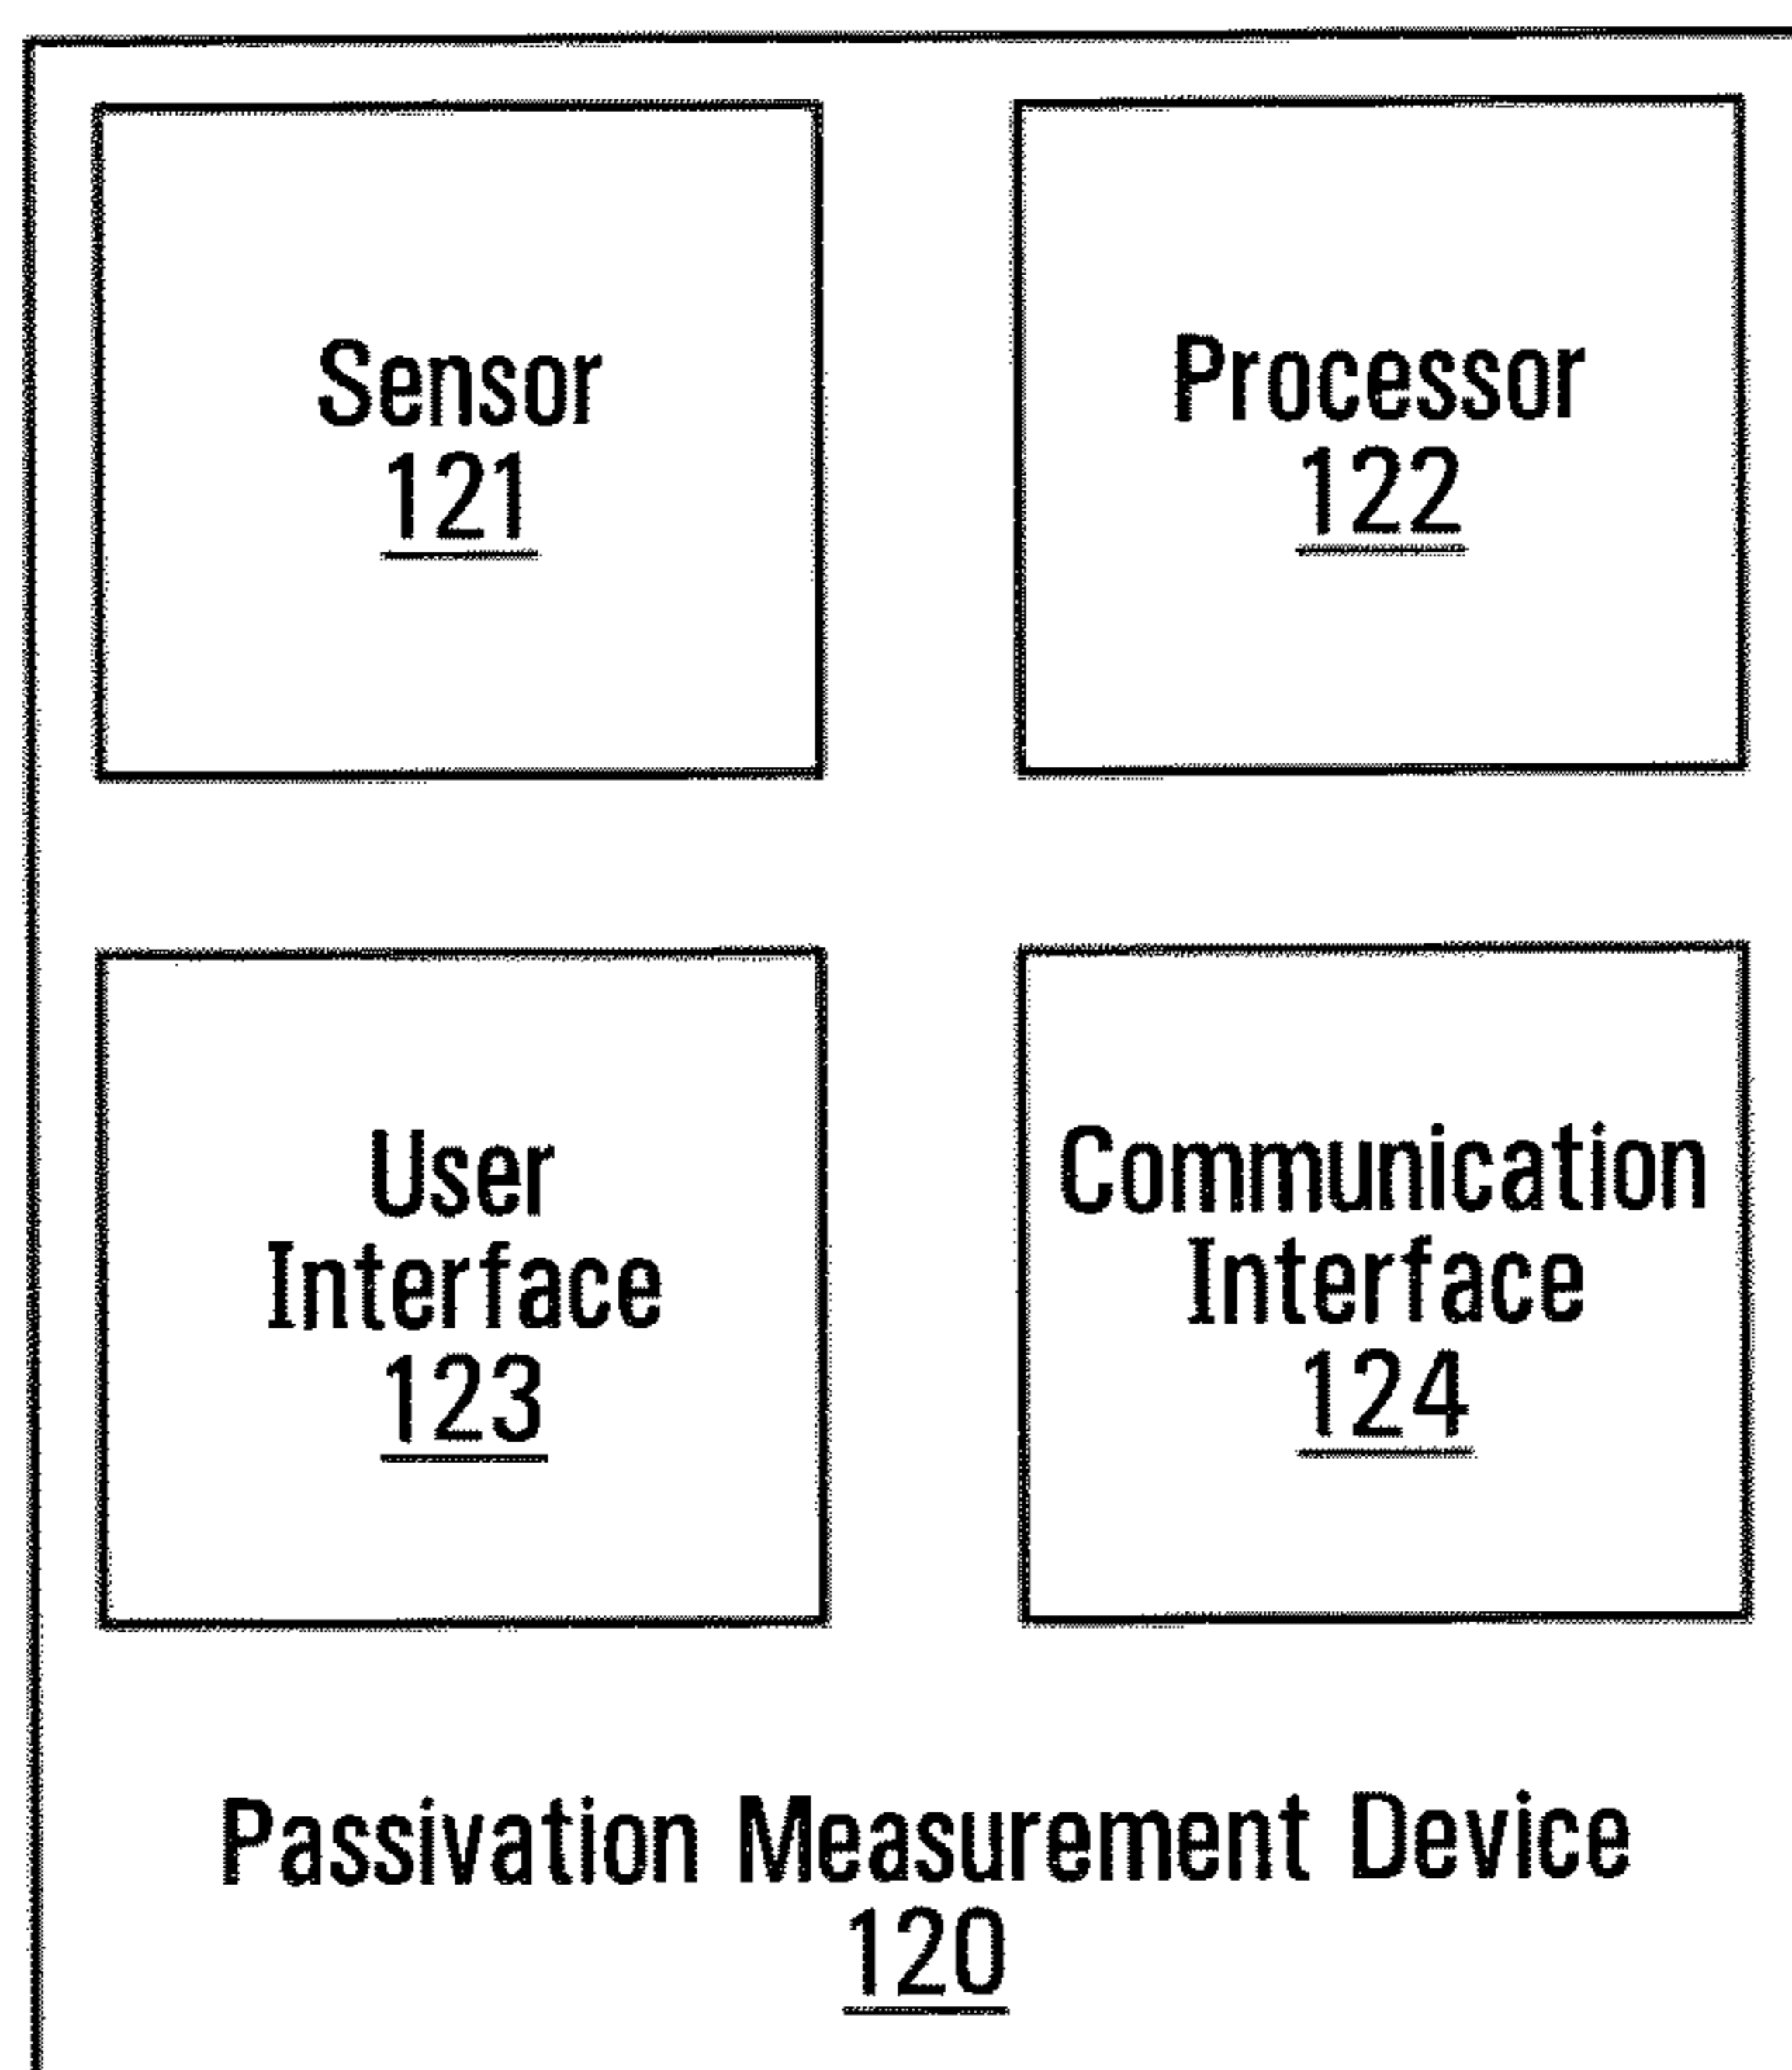 Sensor
121
Processor
122
User
Interface
123
Communication
Interface
124
Passivation Measurement Device
120